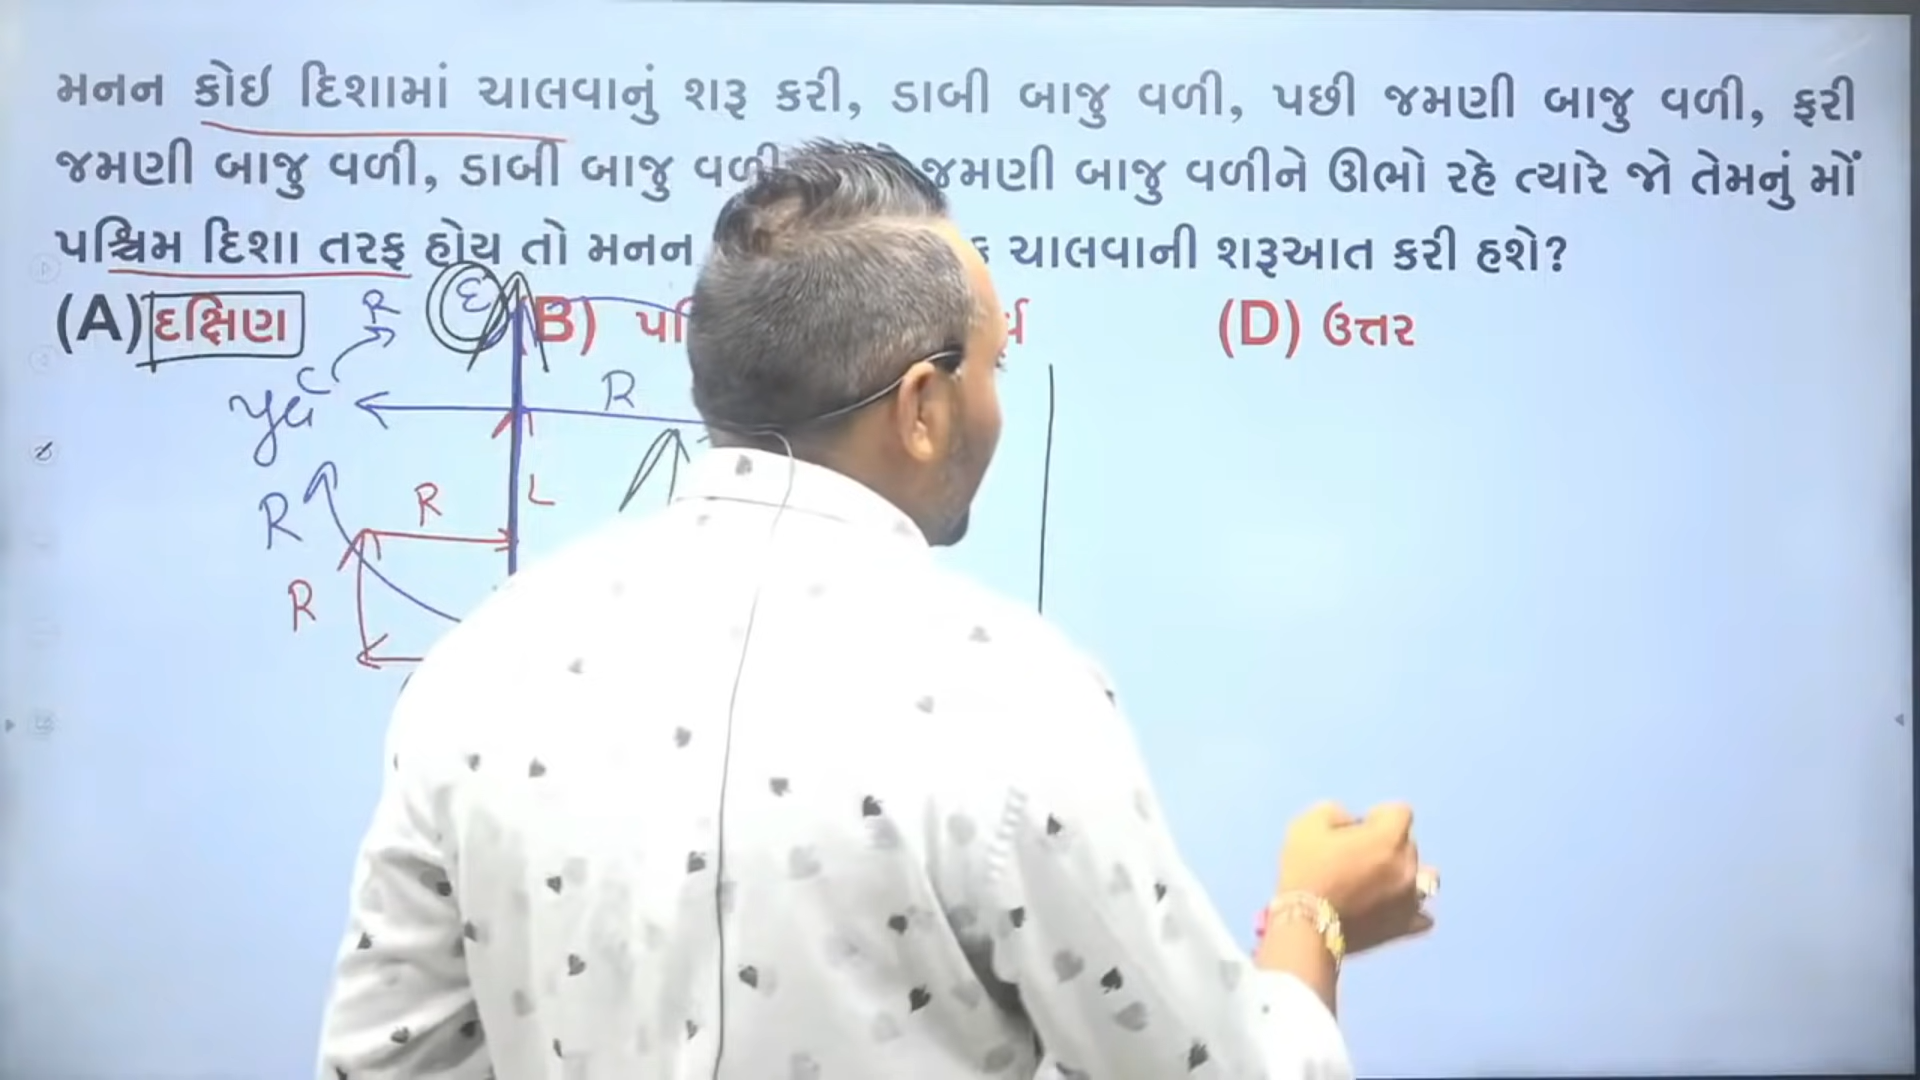 મનન કોઈ દિશામાં ચાલવાનું શરૂ કરી, ડાબી બાજુ વળી, પછી જમણી બાજુ વળી, ફરી
જમણી બાજુ વળી, ડાબી બાજુ જમણી બાજુ વળીને ઊભો રહે ત્યારે જો તેમનું મોં
પશ્ચિમ દિશા તરફ હોય તો મનન ચાલવાની શરૂઆત કરી હશે?
(A) દક્ષિણ (B) (D) ઉત્તર
R
R
પૂર્વ
R L
R
R